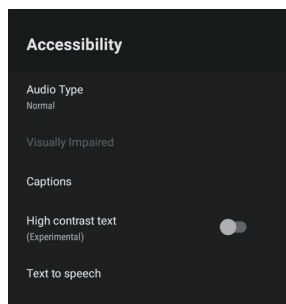 Accessibility
Audio Type
Normal
Visually Impaired
Captions
High contrast text
(Experimental)
Text to speech